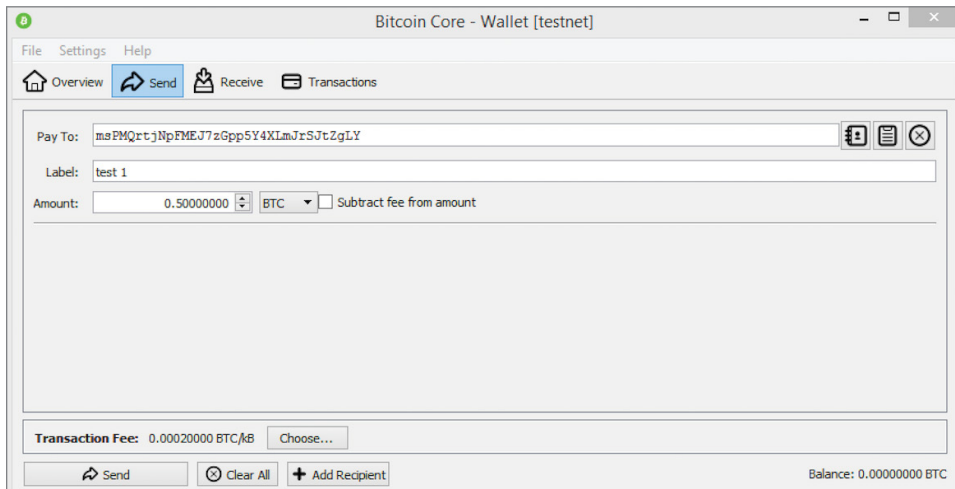 Bitcoin Core - Wallet [testnet]
File Settings Help
Overview Send Receive Transactions
Pay To: msPMQrtjNpFMEJ7zGpp5Y4XLmJrSJtZgLY
Label: test 1
Amount: 0.50000000 BTC Subtract fee from amount
Transaction Fee: 0.00020000 BTC/kB Choose...
Send Clear All Add Recipient Balance: 0.00000000 BTC